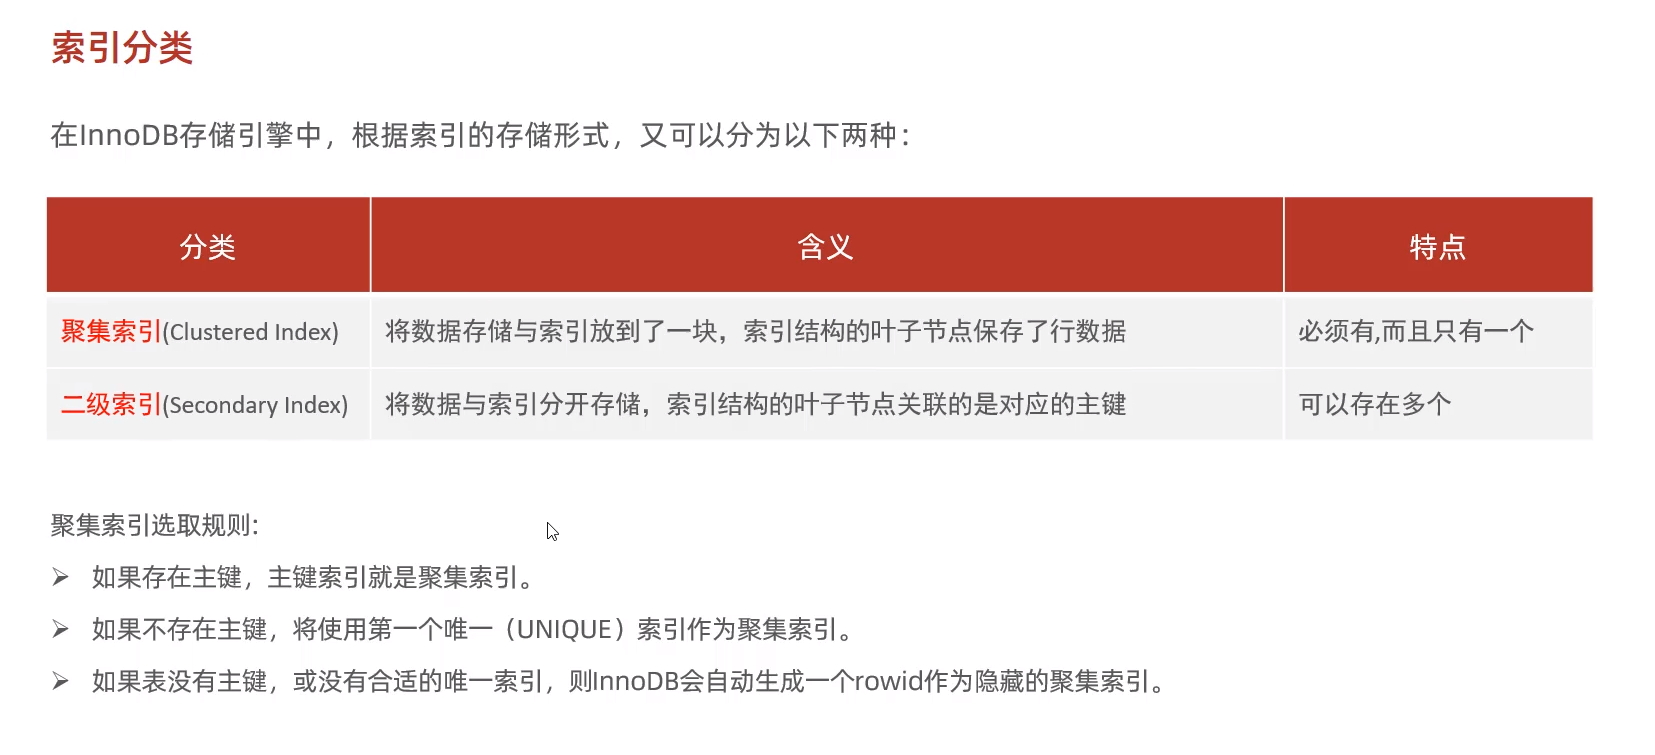 索引分类
在InnoDB存储引擎中，根据索引的存储形式，又可以分为以下两种：
分类 含义 特点
聚集索引(Clustered Index) 将数据存储与索引放到了一块，索引结构的叶子节点保存了行数据 必须有,而且只有一个
二级索引(Secondary Index) 将数据与索引分开存储，索引结构的叶子节点关联的是对应的主键 可以存在多个
聚集索引选取规则:
➢ 如果存在主键，主键索引就是聚集索引。
➢ 如果不存在主键，将使用第一个唯一（UNIQUE）索引作为聚集索引。
➢ 如果表没有主键，或没有合适的唯一索引，则InnoDB会自动生成一个rowid作为隐藏的聚集索引。